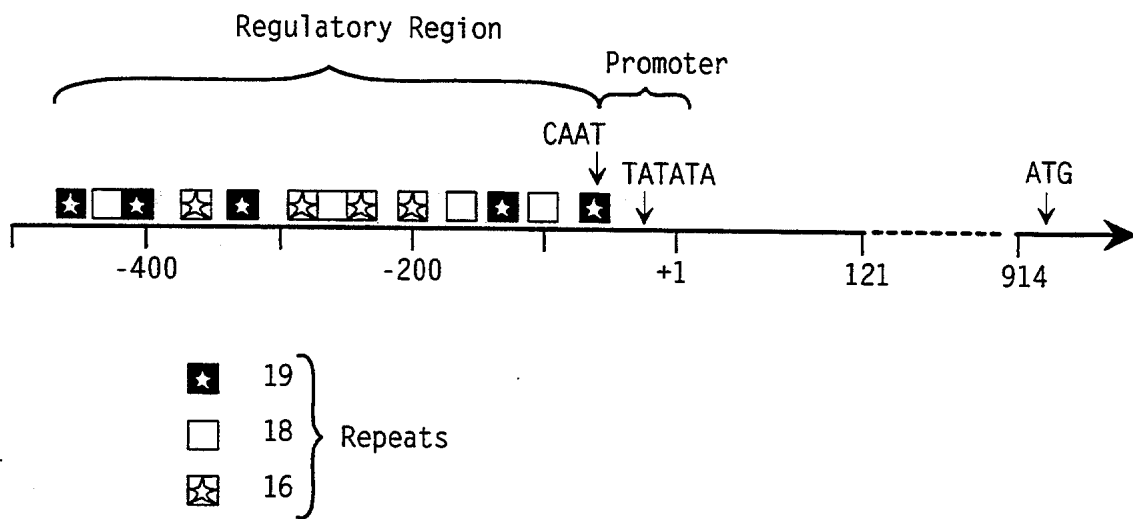 Regulatory Region
Promoter
CAAT
TATATA
ATG
-400
-200
+1
121
914
19
18
Repeats
16